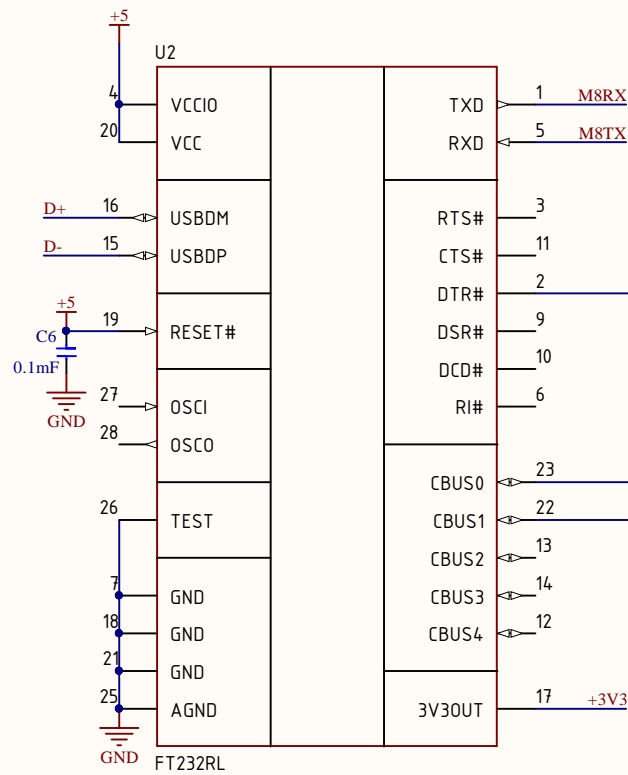 +5
U2
4 VCCIO TXD 1 M8RX
20 VCC RXD 5 M8TX
D+ 16 USBDM RTS# 3
D- 15 USBDP CTS# 11
DTR# 2
+5
C6 19 RESET# DSR# 9
0.1mF DCD# 10
GND
27 OSCI RI# 6
28 OSCO
CBUS0 23
26 TEST CBUS1 22
CBUS2 13
7 GND CBUS3 14
18 GND CBUS4 12
21 GND
25 AGND 3V3OUT 17 +3V3
GND
FT232RL